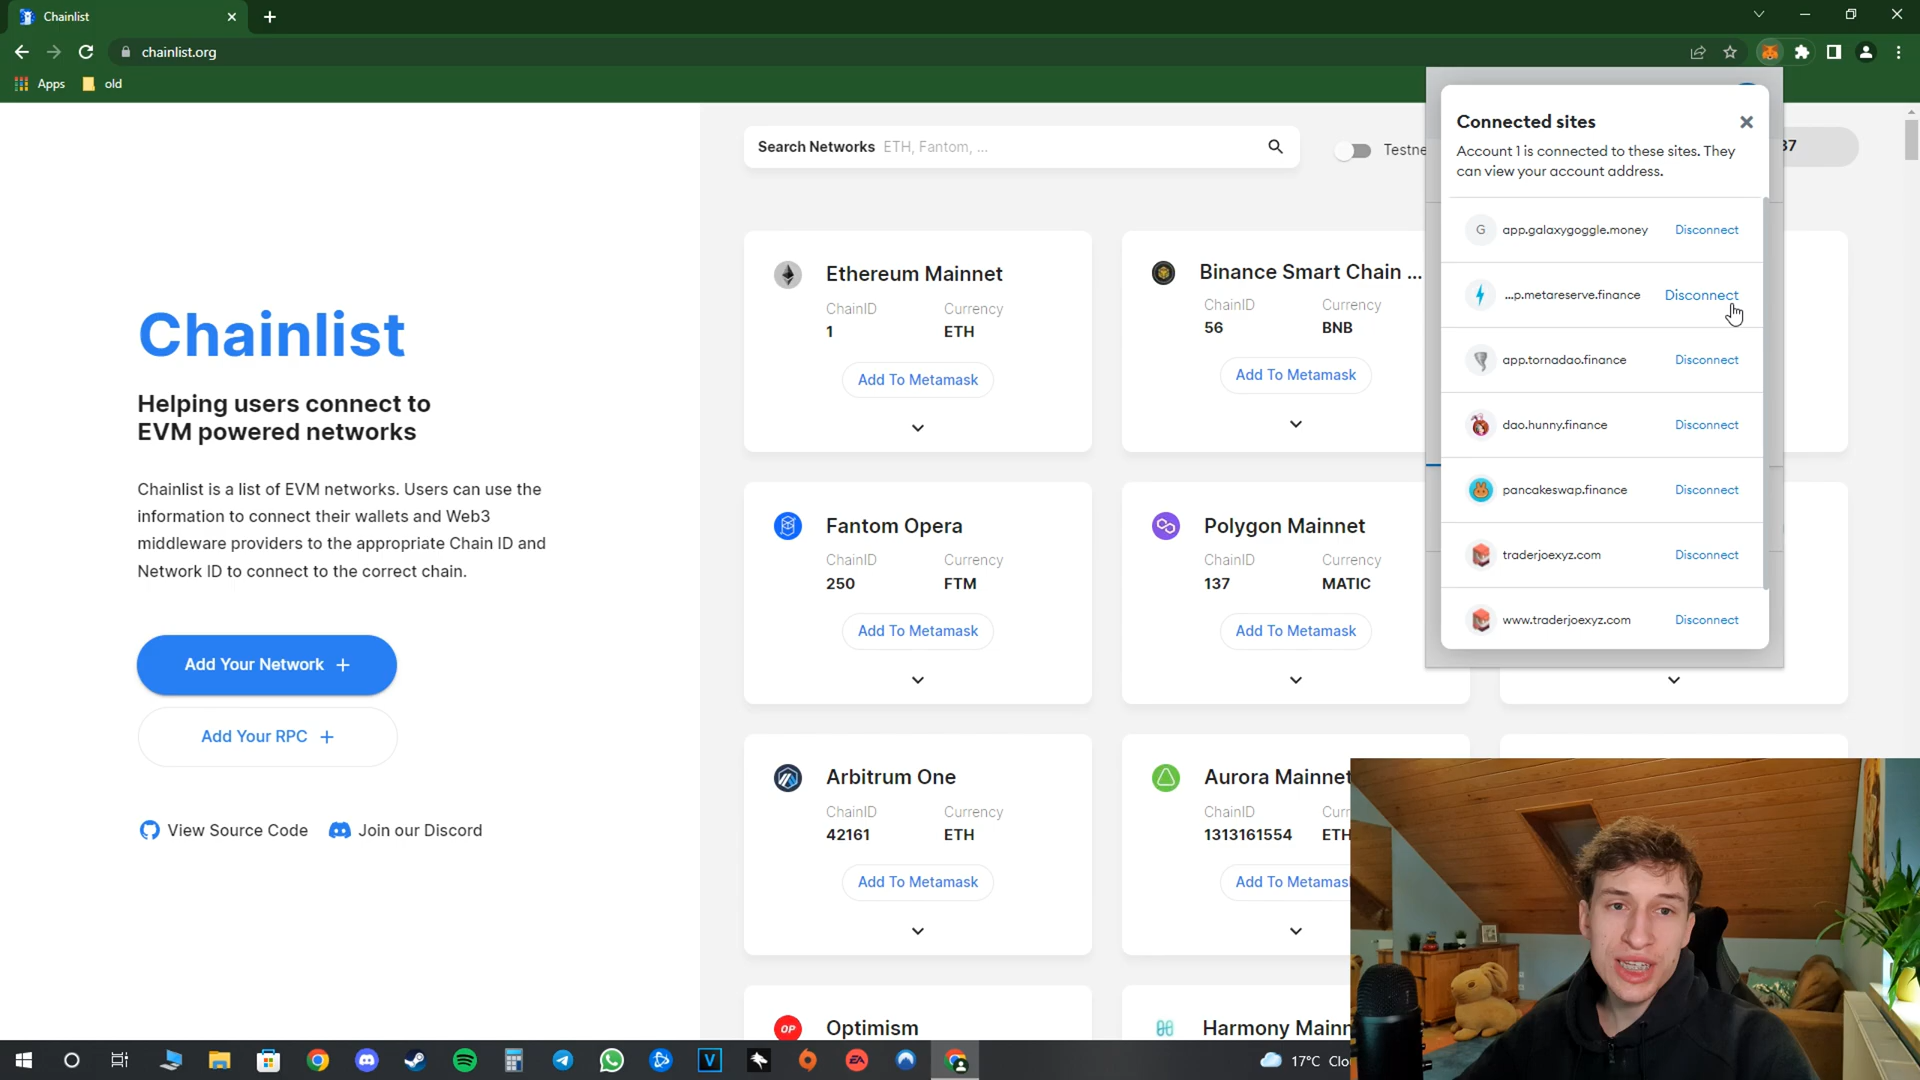 Chainlist
chainlist.org
Apps
old
Search Networks ETH, Fantom, ...
Testne
37
Chainlist
Helping users connect to
EVM powered networks
Chainlist is a list of EVM networks. Users can use the
information to connect their wallets and Web3
middleware providers to the appropriate Chain ID and
Network ID to connect to the correct chain.
Add Your Network +
Add Your RPC +
View Source Code
Join our Discord
Ethereum Mainnet
ChainID Currency
1 ETH
Add To Metamask
Binance Smart Chain ...
ChainID Currency
56 BNB
Add To Metamask
Fantom Opera
ChainID Currency
250 FTM
Add To Metamask
Polygon Mainnet
ChainID Currency
137 MATIC
Add To Metamask
Arbitrum One
ChainID Currency
42161 ETH
Add To Metamask
Aurora Mainnet
ChainID Curr
1313161554 ETH
Add To Metamas
OP
Optimism
Harmony Mainn
Connected sites
Account 1 is connected to these sites. They
can view your account address.
G app.galaxygoggle.money Disconnect
...p.metareserve.finance Disconnect
app.tornadao.finance Disconnect
dao.hunny.finance Disconnect
pancakeswap.finance Disconnect
traderjoexyz.com Disconnect
www.traderjoexyz.com Disconnect
V
EA
17°C Clo